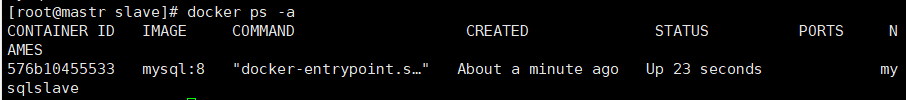 [root@mastr slave]# docker ps -a
CONTAINER ID   IMAGE     COMMAND                  CREATED              STATUS          PORTS     N
AMES
576b10455533   mysql:8   "docker-entrypoint.s…"   About a minute ago   Up 23 seconds             my
sqlslave